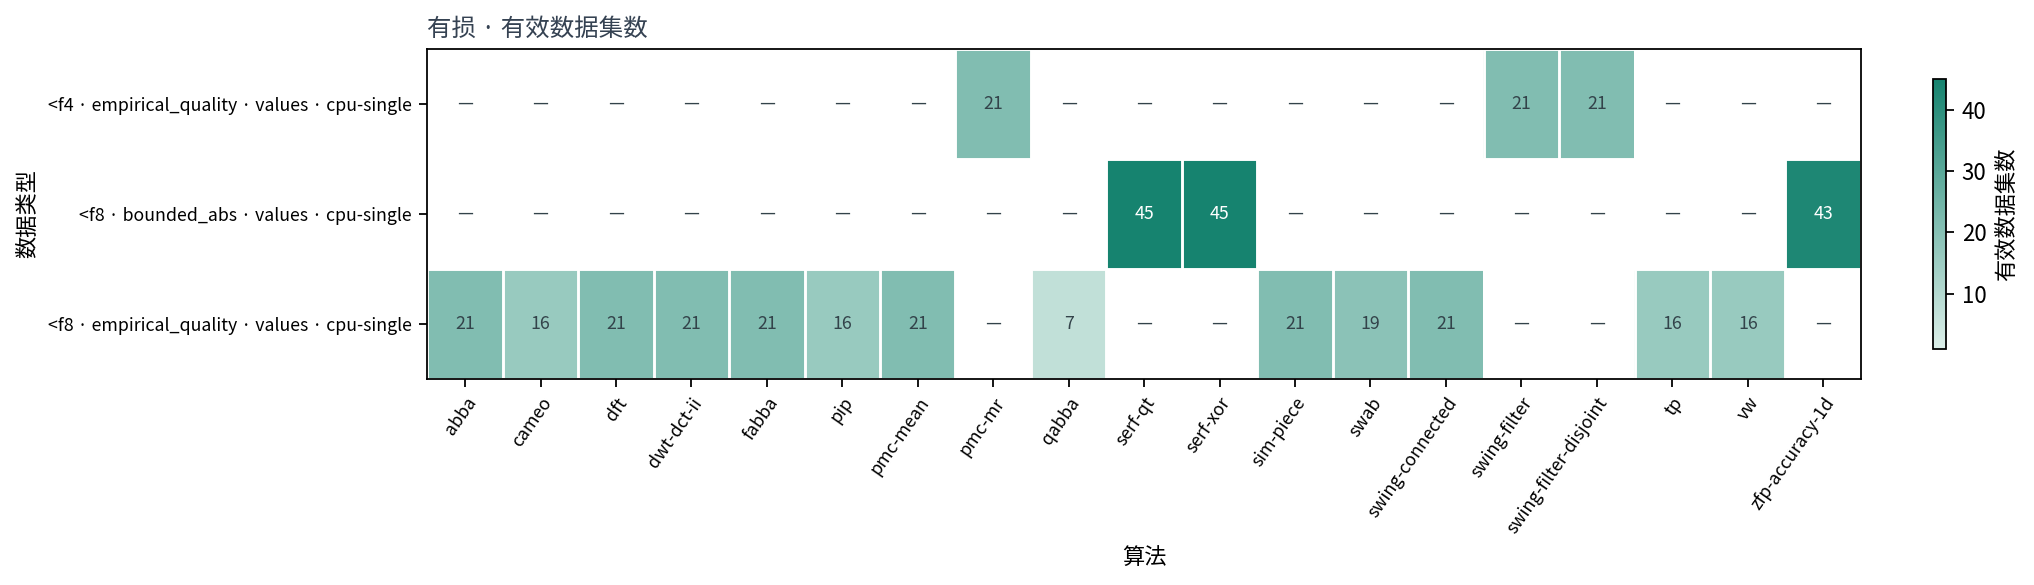 有损 · 有效数据集数
<f4 · empirical_quality · values · cpu-single — — — — — — — 21 — — — — — — 21 21 — — —
<f8 · bounded_abs · values · cpu-single — — — — — — — — — 45 45 — — — — — — — 43
<f8 · empirical_quality · values · cpu-single 21 16 21 21 21 16 21 — 7 — — 21 19 21 — — 16 16 —
数据类型
abba
cameo
dft
dwt-dct-ii
fabba
pip
pmc-mean
pmc-mr
qabba
serf-qt
serf-xor
sim-piece
swab
swing-connected
swing-filter
swing-filter-disjoint
tp
vw
zfp-accuracy-1d
算法
40
30
20
10
有效数据集数